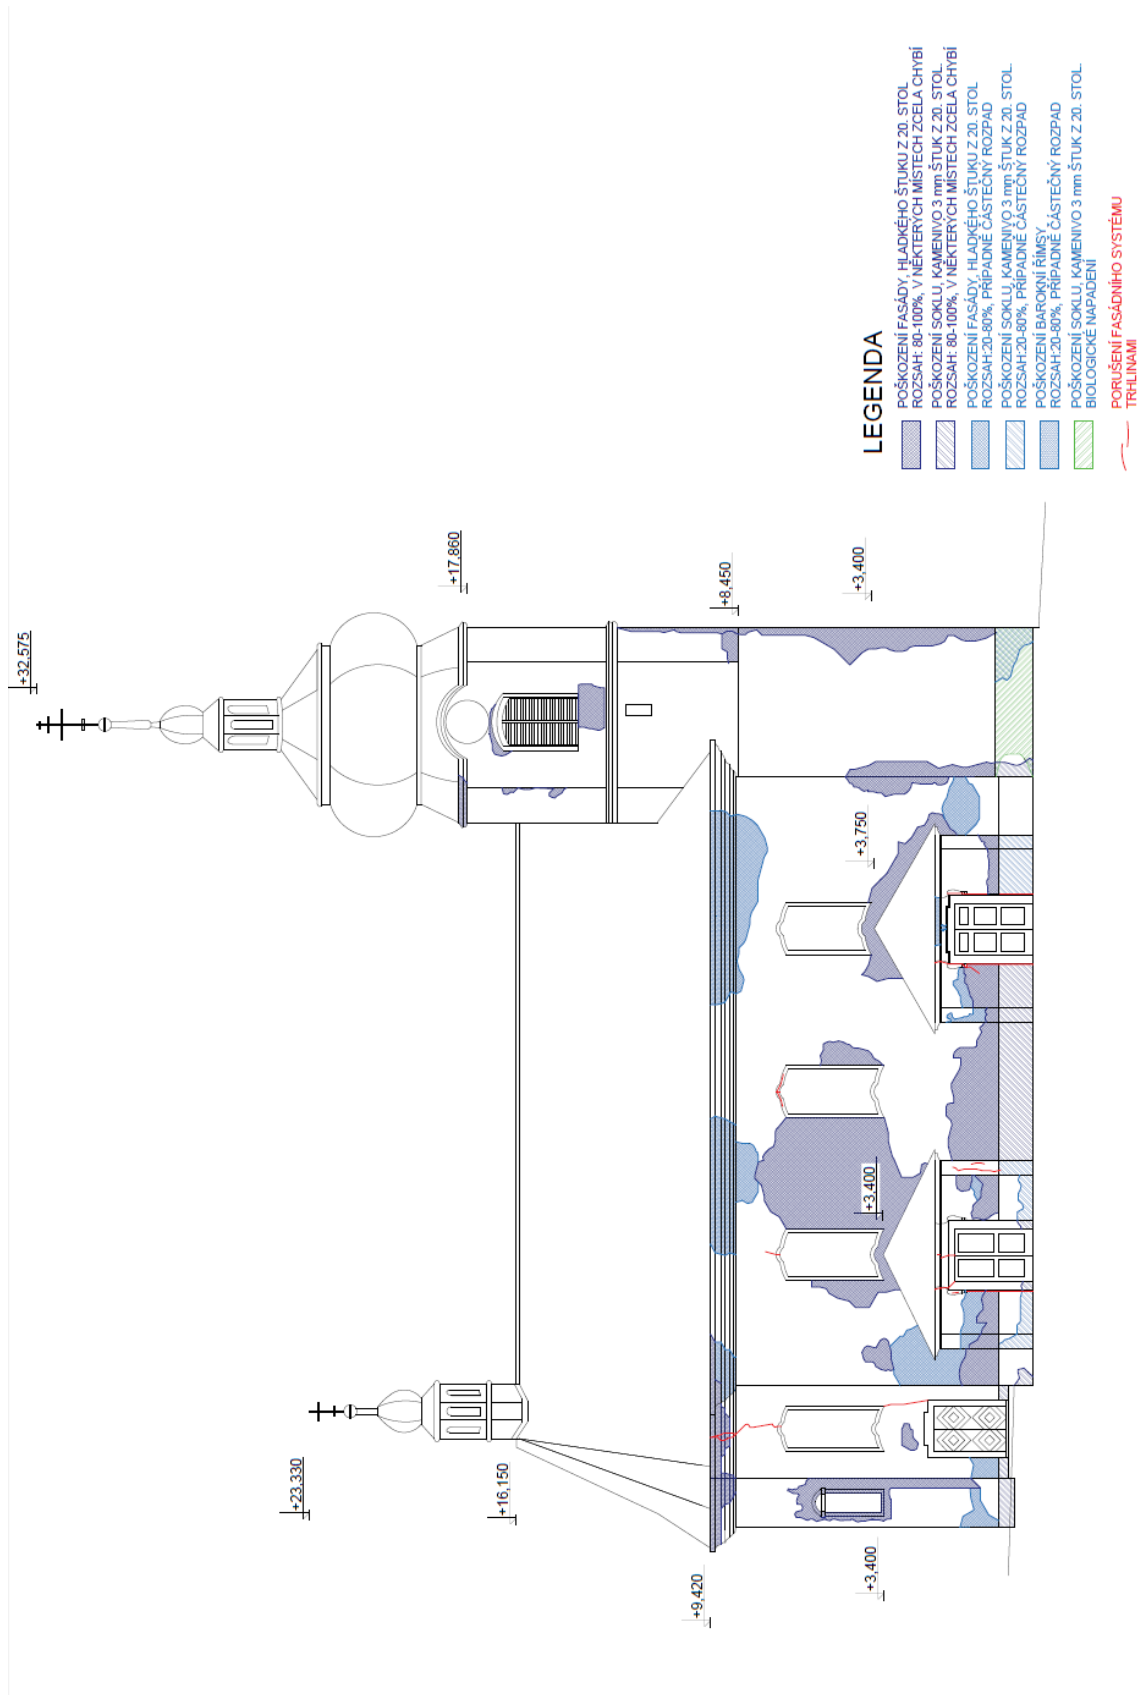 +32,575
+17,860
+8,450
+3,400
+3,750
+3,400
+23,330
+16,150
+9,420
+3,400
LEGENDA
POŠKOZENÍ FASÁDY, HLADKÉHO ŠTUKU Z 20. STOL.
ROZSAH: 80-100%, V NĚKTERÝCH MÍSTECH ZCELA CHYBÍ
POŠKOZENÍ SOKLU, KAMENIVO 3 mm ŠTUK Z 20. STOL.
ROZSAH: 80-100%, V NĚKTERÝCH MÍSTECH ZCELA CHYBÍ
POŠKOZENÍ FASÁDY, HLADKÉHO ŠTUKU Z 20. STOL
ROZSAH:20-80%, PŘÍPADNĚ ČÁSTEČNÝ ROZPAD
POŠKOZENÍ SOKLU, KAMENIVO 3 mm ŠTUK Z 20. STOL.
ROZSAH:20-80%, PŘÍPADNĚ ČÁSTEČNÝ ROZPAD
POŠKOZENÍ BAROKNÍ ŘÍMSY
ROZSAH:20-80%, PŘÍPADNĚ ČÁSTEČNÝ ROZPAD
POŠKOZENÍ SOKLU, KAMENIVO 3 mm ŠTUK Z 20. STOL.
BIOLOGICKÉ NAPADENÍ
PORUŠENÍ FASÁDNÍHO SYSTÉMU
TRHLINAMI